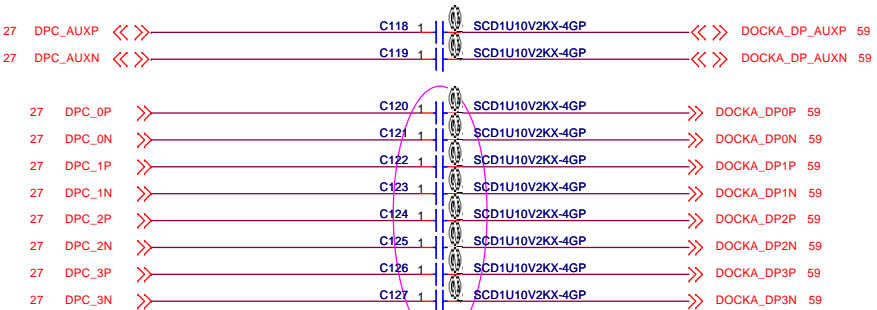 27 DPC_AUXP C118 1 SCD1U10V2KX-4GP DOCKA_DP_AUXP 59
27 DPC_AUXN C119 1 SCD1U10V2KX-4GP DOCKA_DP_AUXN 59
27 DPC_0P C120 1 SCD1U10V2KX-4GP DOCKA_DP0P 59
27 DPC_0N C121 1 SCD1U10V2KX-4GP DOCKA_DP0N 59
27 DPC_1P C122 1 SCD1U10V2KX-4GP DOCKA_DP1P 59
27 DPC_1N C123 1 SCD1U10V2KX-4GP DOCKA_DP1N 59
27 DPC_2P C124 1 SCD1U10V2KX-4GP DOCKA_DP2P 59
27 DPC_2N C125 1 SCD1U10V2KX-4GP DOCKA_DP2N 59
27 DPC_3P C126 1 SCD1U10V2KX-4GP DOCKA_DP3P 59
27 DPC_3N C127 1 SCD1U10V2KX-4GP DOCKA_DP3N 59